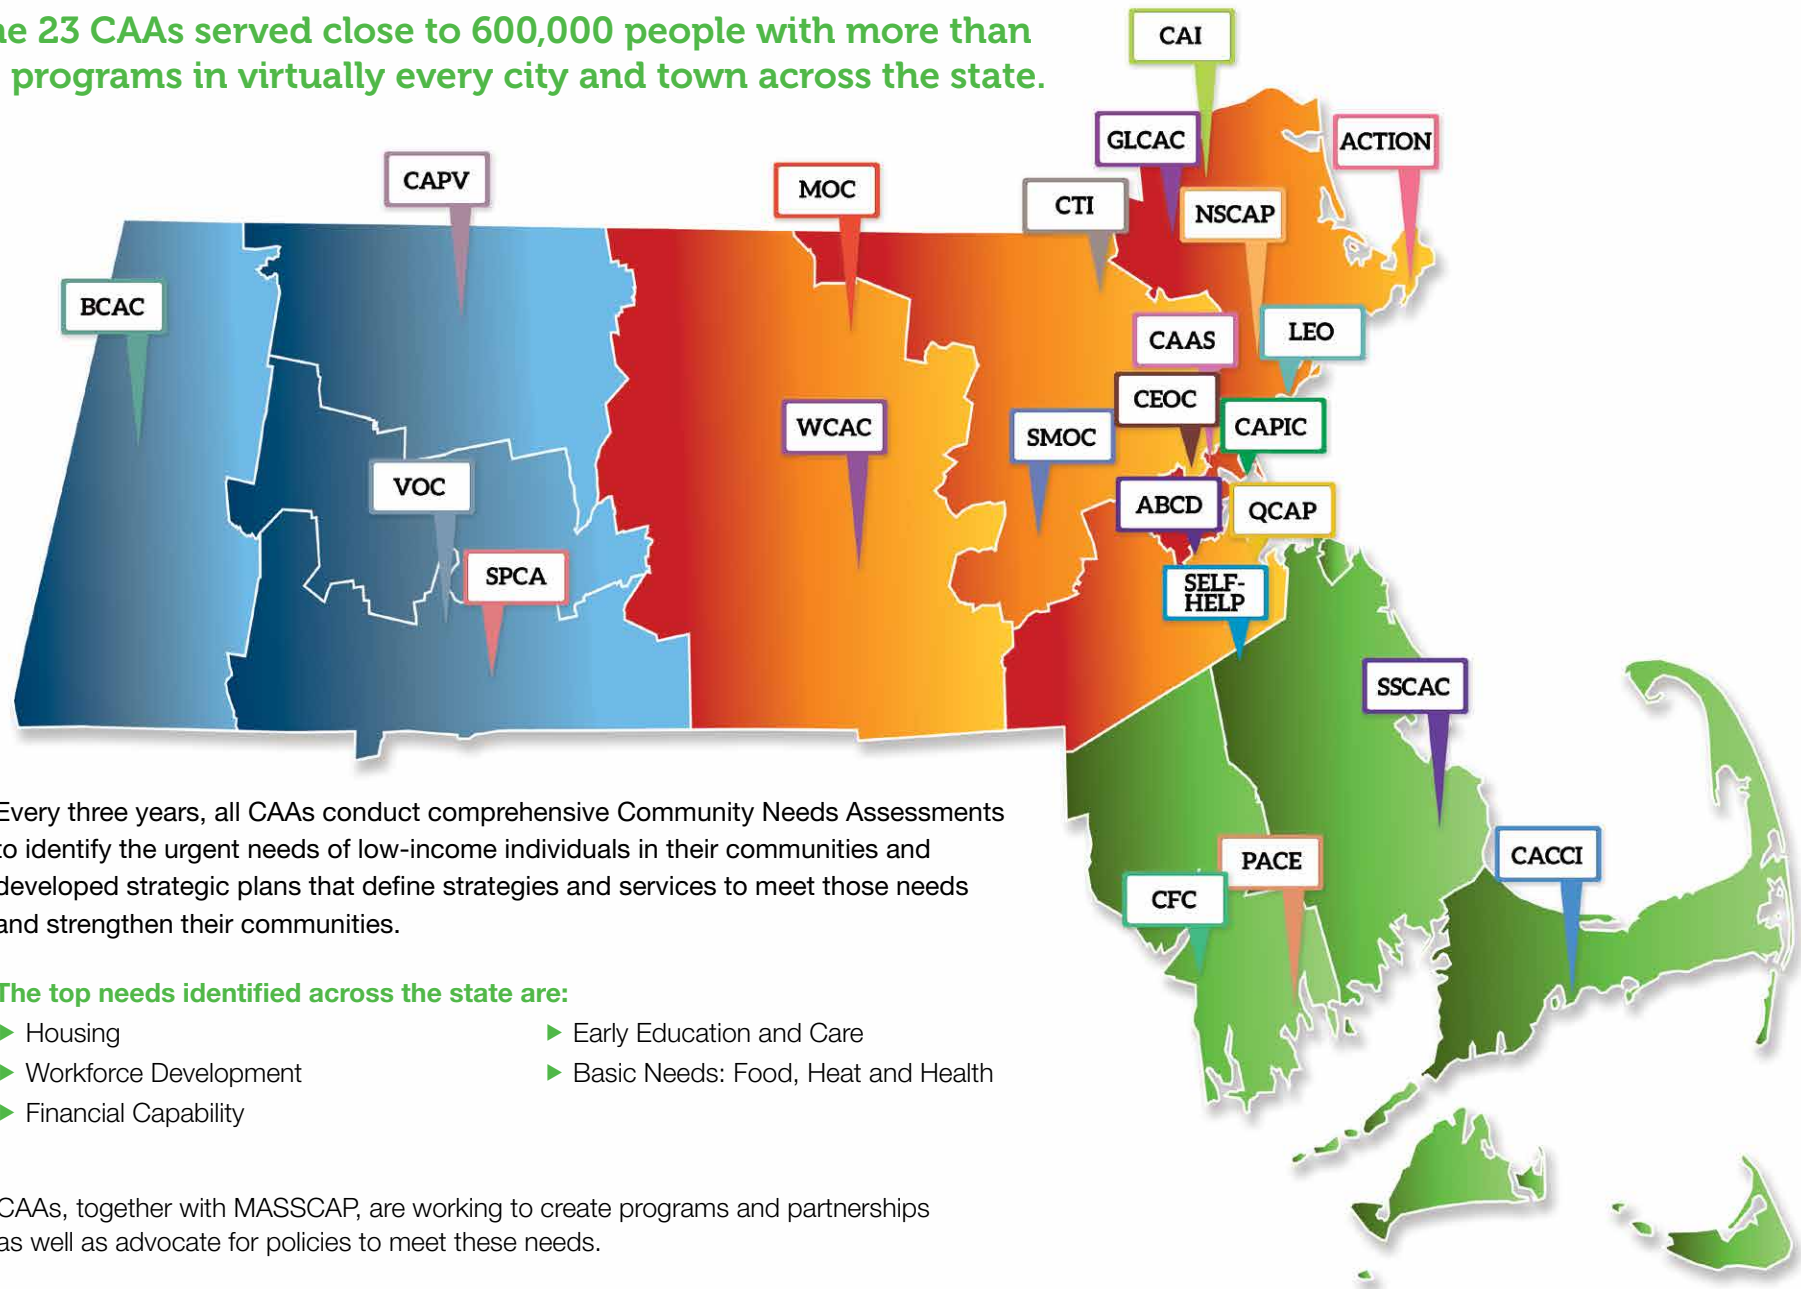 23 CAAs served close to 600,000 people with more than
programs in virtually every city and town across the state.
CAI
GLCAC
ACTION
CAPV
MOC
CTI
NSCAP
BCAC
CAAS
LEO
CEOC
WCAC
SMOC
CAPIC
VOC
ABCD
QCAP
SPCA
SELF-
HELP
SSCAC
PACE
CACCI
CFC
Every three years, all CAAs conduct comprehensive Community Needs Assessments
to identify the urgent needs of low-income individuals in their communities and
developed strategic plans that define strategies and services to meet those needs
and strengthen their communities.
The top needs identified across the state are:
▶ Housing
▶ Workforce Development
▶ Financial Capability
▶ Early Education and Care
▶ Basic Needs: Food, Heat and Health
CAAs, together with MASSCAP, are working to create programs and partnerships
as well as advocate for policies to meet these needs.